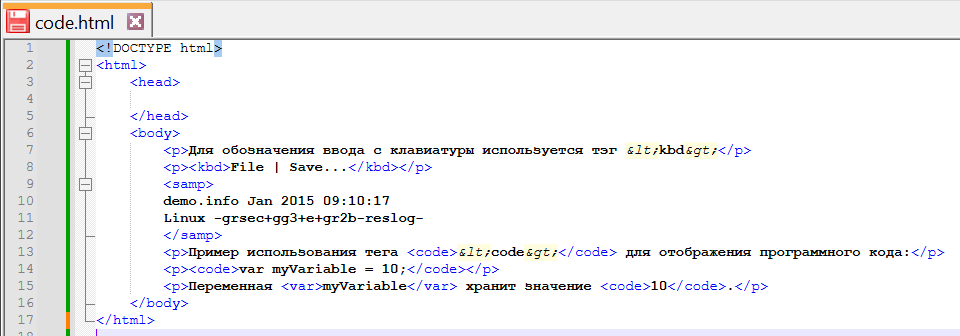 code.html
1 <!DOCTYPE html>
2 <html>
3 <head>
4
5 </head>
6 <body>
7 <p>Для обозначения ввода с клавиатуры используется тэг &lt;kbd&gt;</p>
8 <p><kbd>File | Save...</kbd></p>
9 <samp>
10 demo.info Jan 2015 09:10:17
11 Linux -grsec+gg3+e+gr2b-reslog-
12 </samp>
13 <p>Пример использования тега <code>&lt;code&gt;</code> для отображения программного кода:</p>
14 <p><code>var myVariable = 10;</code></p>
15 <p>Переменная <var>myVariable</var> хранит значение <code>10</code>.</p>
16 </body>
17 </html>
18